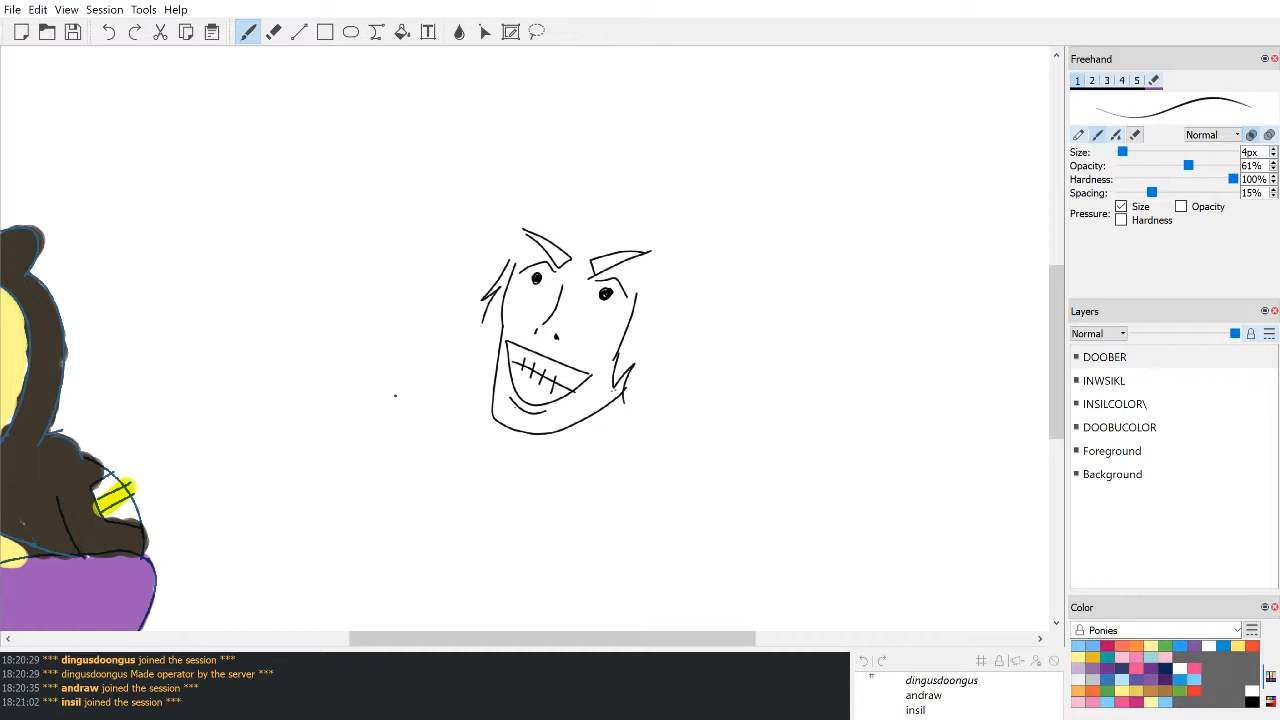 File Edit View Session Tools Help
Freehand
1 2 3 4 5
Normal
Size: 4px
Opacity: 61%
Hardness: 100%
Spacing: 15%
Pressure: Size Opacity
Hardness
Layers
Normal
DOOBER
INWSIKL
INSILCOLOR\
DOOBUCOLOR
Foreground
Background
Color
Ponies
18:20:29 *** dingusdoongus joined the session ***
18:20:29 *** dingusdoongus Made operator by the server ***
18:20:35 *** andraw joined the session ***
18:21:02 *** insil joined the session ***
dingusdoongus
andraw
insil